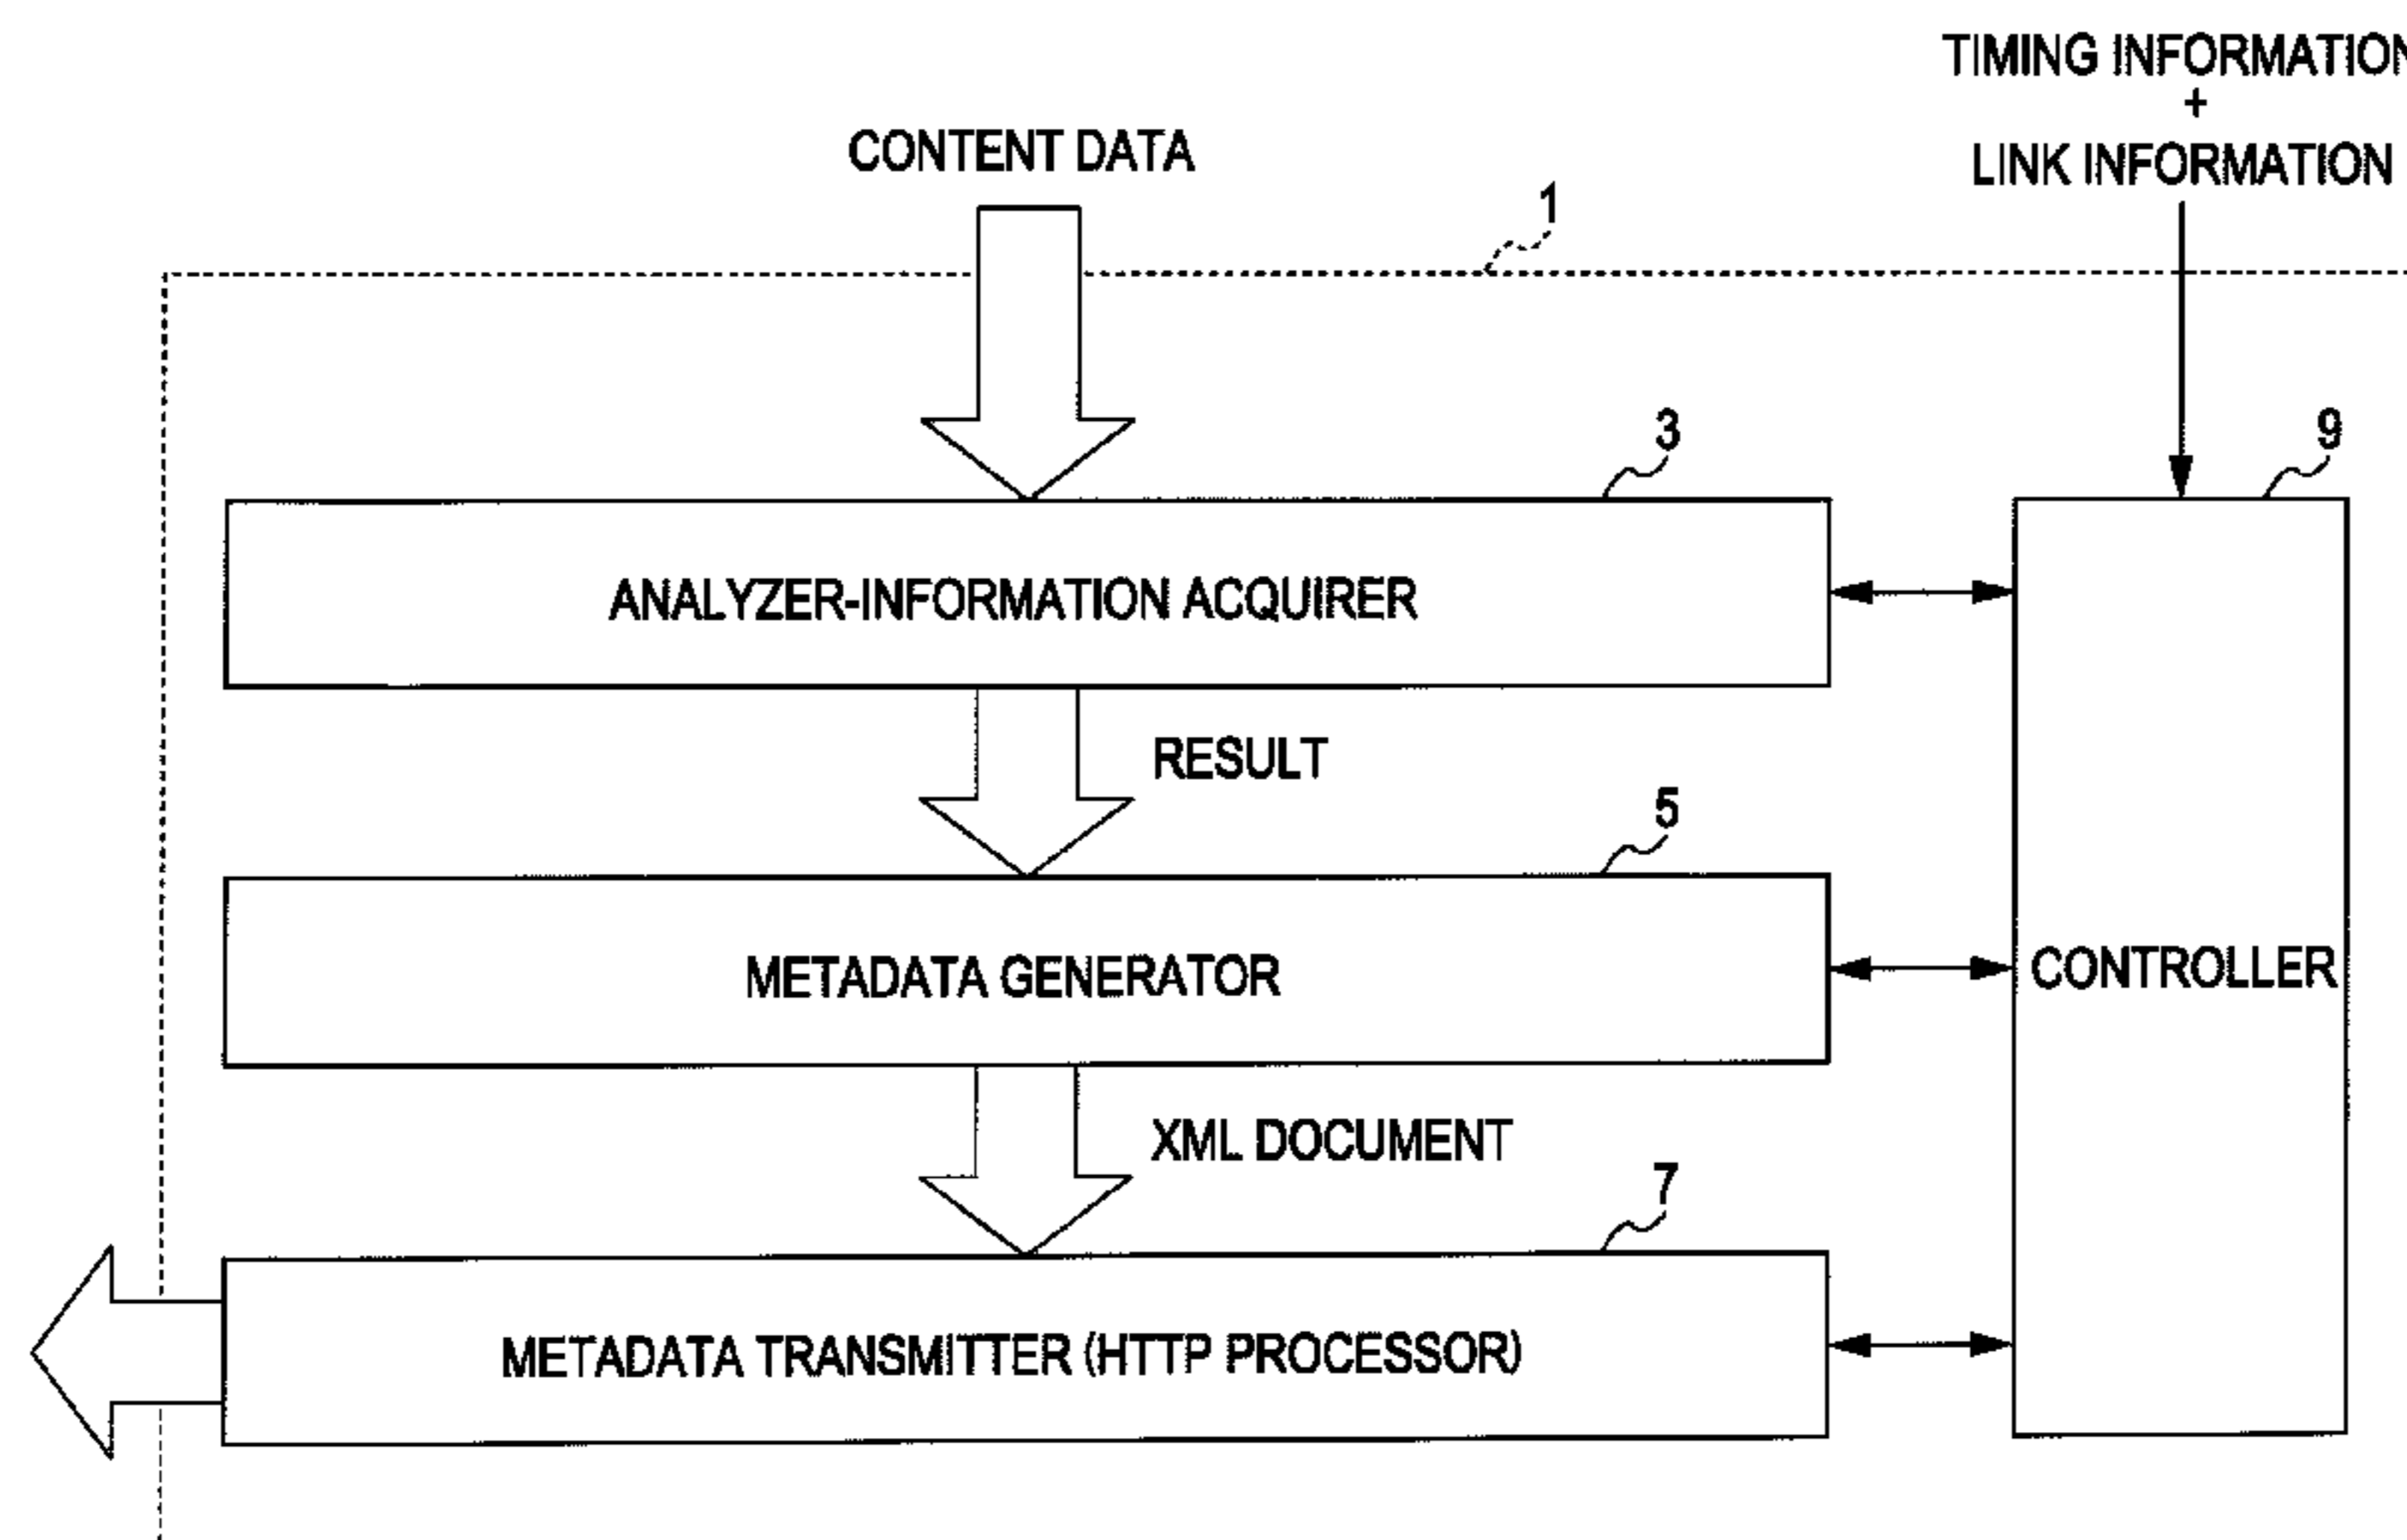 TIMING INFORMATION
+
LINK INFORMATION
CONTENT DATA
1
3
9
ANALYZER-INFORMATION ACQUIRER
RESULT
5
METADATA GENERATOR
CONTROLLER
XML DOCUMENT
7
METADATA TRANSMITTER (HTTP PROCESSOR)